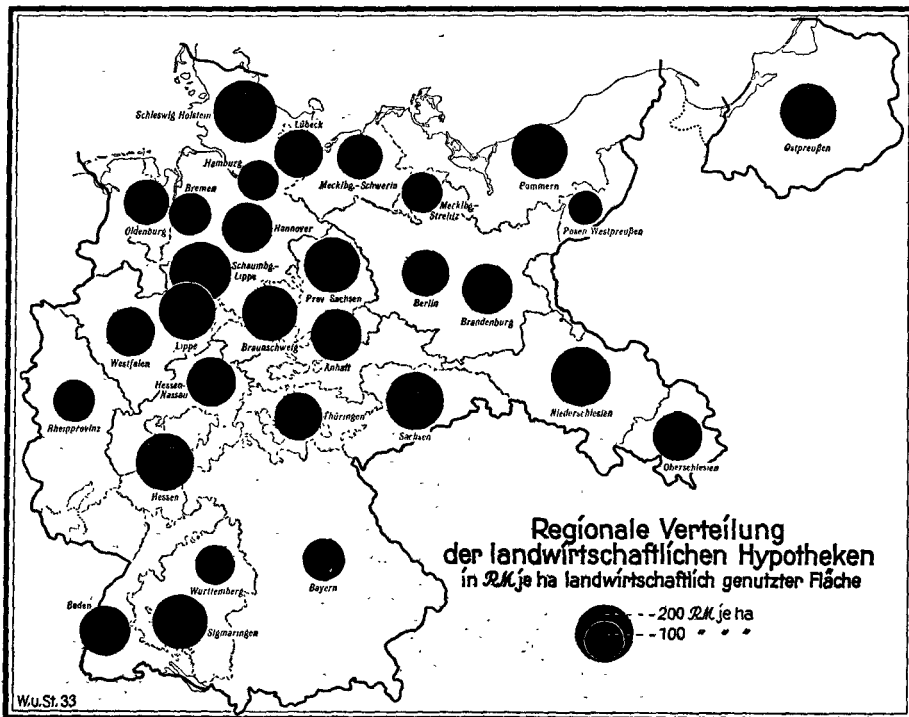 Schleswig Holstein
Lübeck
Hamburg
Bremen
Oldenburg
Hannover
Mecklbg.-Schwerin
Mecklbg.-
Strelitz
Pommern
Posen Westpreußen
Ostpreußen
Schaumbg.-
Lippe
Prov Sachsen
Berlin
Brandenburg
Westfalen
Lippe
Braunschweig
Anhalt
Hessen-
Nassau
Rheinprovinz
Thüringen
Sachsen
Niederschlesien
Oberschlesien
Hessen
Württemberg
Bayern
Baden
Sigmaringen
Regionale Verteilung
der landwirtschaftlichen Hypotheken
in RM je ha landwirtschaftlich genutzter Fläche
200 RM je ha
100 " " "
W.u.St.33